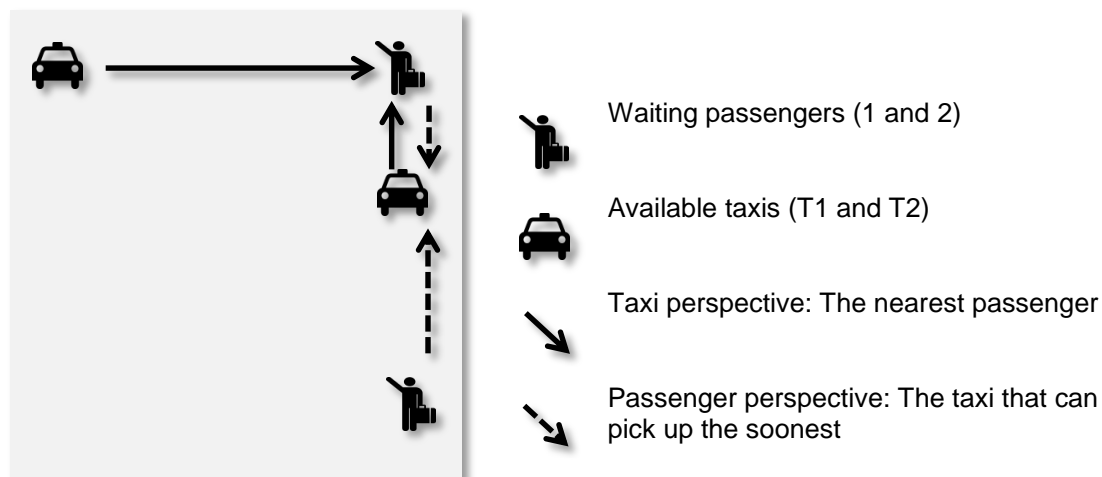 Waiting passengers (1 and 2)
Available taxis (T1 and T2)
Taxi perspective: The nearest passenger
Passenger perspective: The taxi that can
pick up the soonest